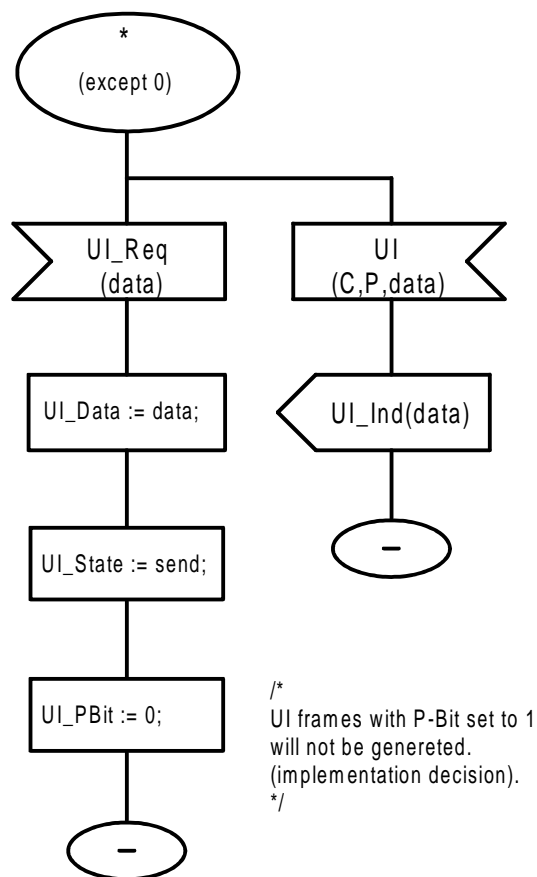 *
(except 0)
UI_Req
(data)
UI
(C,P,data)
UI_Data := data;
UI_Ind(data)
UI_State := send;
–
UI_PBit := 0;
/*
UI frames with P-Bit set to 1
will not be genereted.
(implementation decision).
*/
–